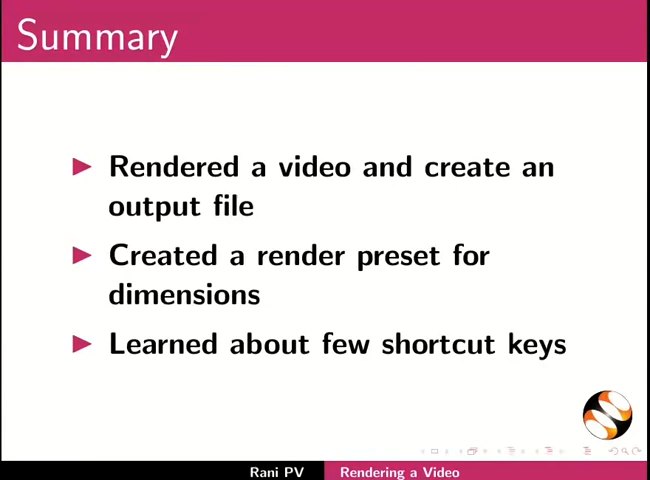 Summary
Rendered a video and create an
output file
Created a render preset for
dimensions
Learned about few shortcut keys
Rani PV
Rendering a Video